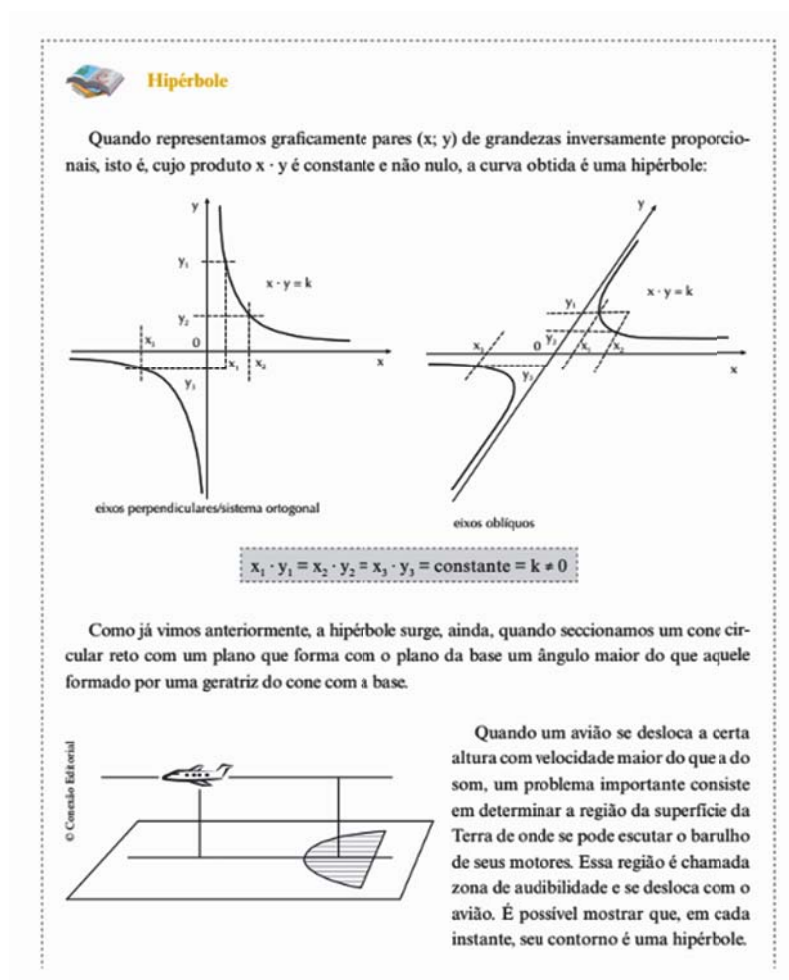 Hipérbole
Quando representamos graficamente pares (x; y) de grandezas inversamente proporcio-
nais, isto é, cujo produto x · y é constante e não nulo, a curva obtida é uma hipérbole:
y
y₁
x · y = k
y₂
x₃
0
x₁
x₂
x
y₃
eixos perpendiculares/sistema ortogonal
y
x · y = k
y₁
x₃
0
y₂
x₁
x₂
x
y₃
eixos oblíquos
x₁ · y₁ = x₂ · y₂ = x₃ · y₃ = constante = k ≠ 0
Como já vimos anteriormente, a hipérbole surge, ainda, quando seccionamos um cone cir-
cular reto com um plano que forma com o plano da base um ângulo maior do que aquele
formado por uma geratriz do cone com a base.
© Conexão Editorial
Quando um avião se desloca a certa
altura com velocidade maior do que a do
som, um problema importante consiste
em determinar a região da superfície da
Terra de onde se pode escutar o barulho
de seus motores. Essa região é chamada
zona de audibilidade e se desloca com o
avião. É possível mostrar que, em cada
instante, seu contorno é uma hipérbole.